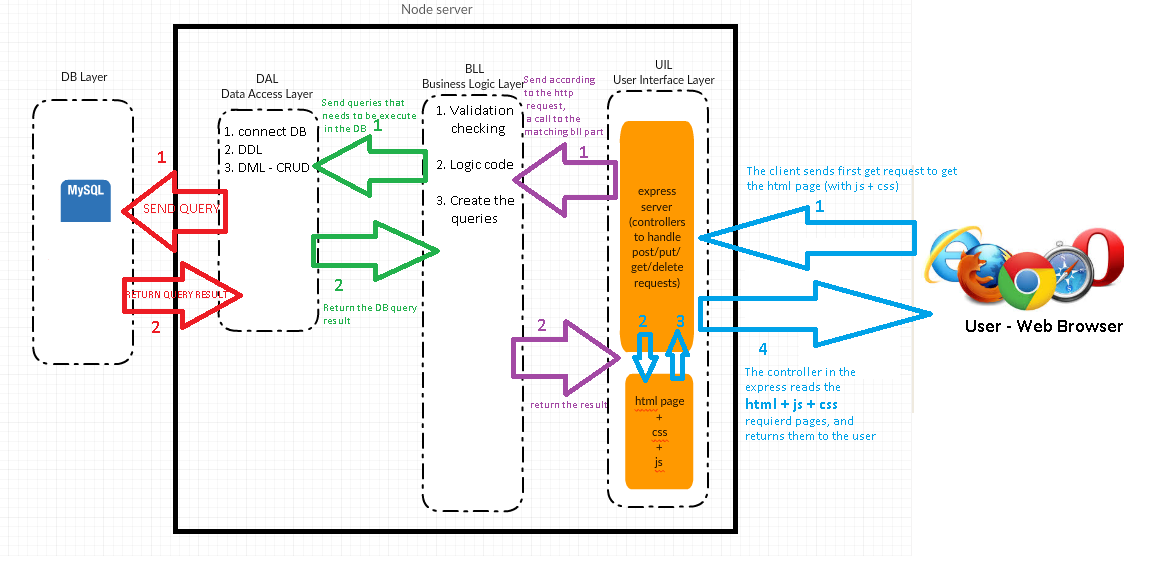 Node server
DB Layer
MySQL
1
SEND QUERY
RETURN QUERY RESULT
2
DAL
Data Access Layer
1. connect DB
2. DDL
3. DML - CRUD
Send queries that
needs to be execute
in the DB
1
2
Return the DB query
result
BLL
Business Logic Layer
1. Validation
checking
2. Logic code
3. Create the
queries
Send according
to the http
request,
a call to the
matching bll part
1
2
return the result
UIL
User Interface Layer
express
server
(controllers
to handle
post/put/
get/delete
requests)
2
3
html page
+
css
+
js
The client sends first get request to get
the html page (with js + css)
1
4
The controller in the
express reads the
html + js + css
requierd pages, and
returns them to the user
User - Web Browser